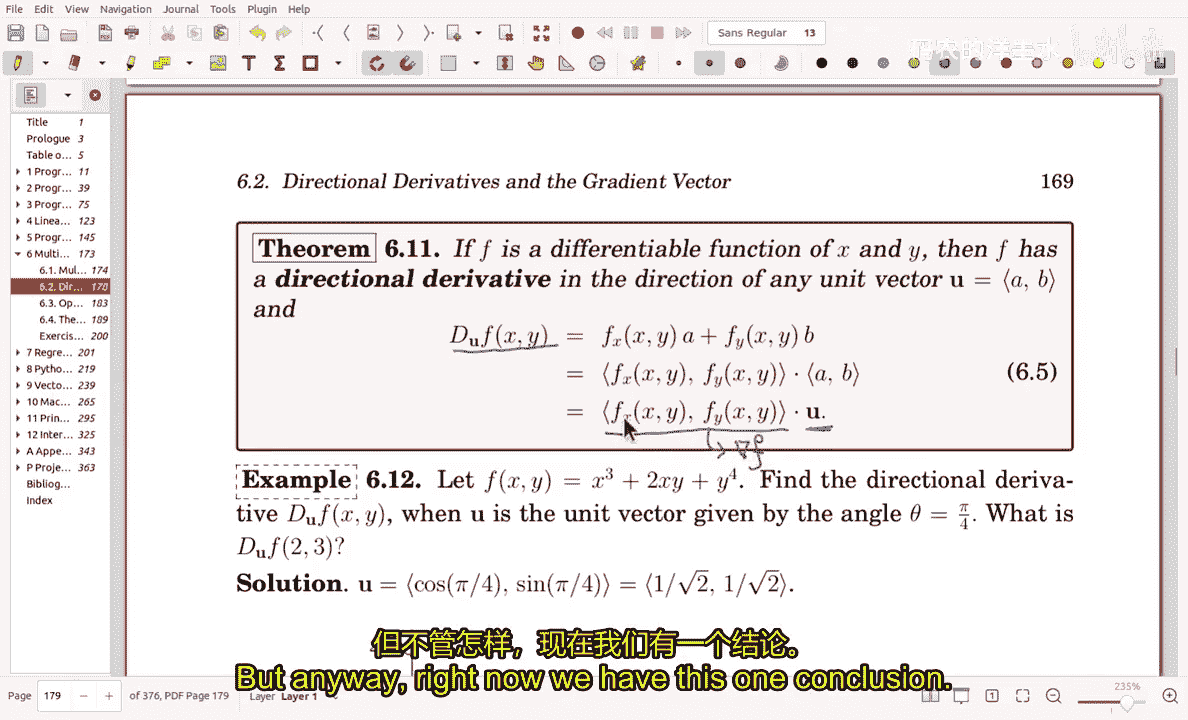 File Edit View Navigation Journal Tools Plugin Help
Sans Regular 13
Title 1
Prologue 3
Table o... 5
1 Progr... 11
2 Progr... 39
3 Progr... 75
4 Linea... 123
5 Progr... 145
6 Multi... 173
6.1. Mul... 174
6.2. Dir... 178
6.3. Op... 183
6.4. The... 189
Exercis... 200
7 Regre... 201
8 Pytho... 219
9 Vecto... 239
10 Mac... 265
11 Prin... 295
12 Inter... 325
A Appe... 343
P Proje... 363
Bibliog...
Index
6.2. Directional Derivatives and the Gradient Vector 169
Theorem 6.11. If f is a differentiable function of x and y, then f has
a directional derivative in the direction of any unit vector u = ⟨a, b⟩
and
D_u f(x, y) = f_x(x, y) a + f_y(x, y) b
= ⟨f_x(x, y), f_y(x, y)⟩ · ⟨a, b⟩ (6.5)
= ⟨f_x(x, y), f_y(x, y)⟩ · u.
↳ ∇f
Example 6.12. Let f(x, y) = x³ + 2xy + y⁴. Find the directional deriva-
tive D_u f(x, y), when u is the unit vector given by the angle θ = π/4. What is
D_u f(2, 3)?
Solution. u = ⟨cos(π/4), sin(π/4)⟩ = ⟨1/√2, 1/√2⟩.
但不管怎样，现在我们有一个结论。
But anyway, right now we have this one conclusion.
Page 179 of 376, PDF Page 179 Layer Layer 1 235%